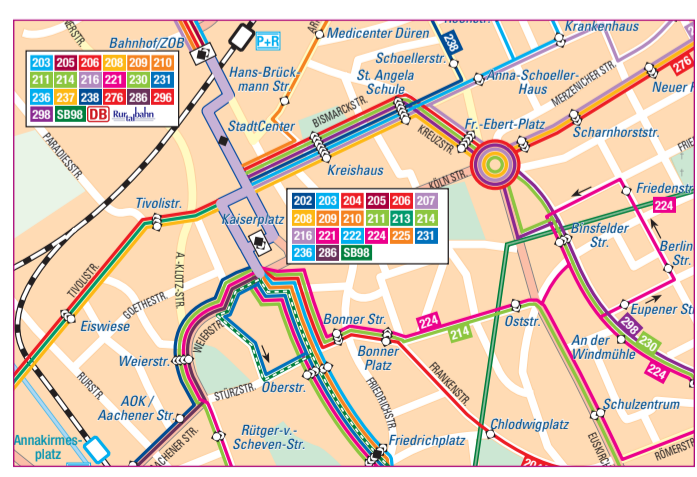 Bahnhof/ZOB
P+R
203 205 206 208 209 210
211 214 216 221 230 231
236 237 238 276 286 296
298 SB98 DB Rurtalbahn
Medicenter Düren
Schoellerstr.
238
Krankenhaus
Hans-Brück-
mann Str.
St. Angela
Schule
Anna-Schoeller-
Haus
MERZENICHER STR.
276
Neuer
BISMARCKSTR.
StadtCenter
KREUZSTR.
Fr.-Ebert-Platz
Scharnhorststr.
PARADIESSTR.
Kreishaus
KÖLN STR.
Tivolistr.
Kaiserplatz
202 203 204 205 206 207
208 209 210 211 213 214
216 221 222 224 225 231
236 286 SB98
Friedenstr
224
Binsfelder
Str.
Berlin
Str.
A.-KLOTZ-STR.
TIVOLISTR.
GOETHESTR.
Eiswiese
WEIERSTR.
Weierstr.
Bonner Str.
224
214
Oststr.
Eupener St
298
230
224
An der
Windmühle
Bonner
Platz
RURSTR.
STÜRZSTR.
Oberstr.
FRIEDRICHSTR.
FRANKENSTR.
AOK /
Aachener Str.
Schulzentrum
Chlodwigplatz
Annakirmes-
platz
ACHENER STR.
Rütger-v.-
Scheven-Str.
Friedrichplatz
EUSKIRCH
RÖMERSTR